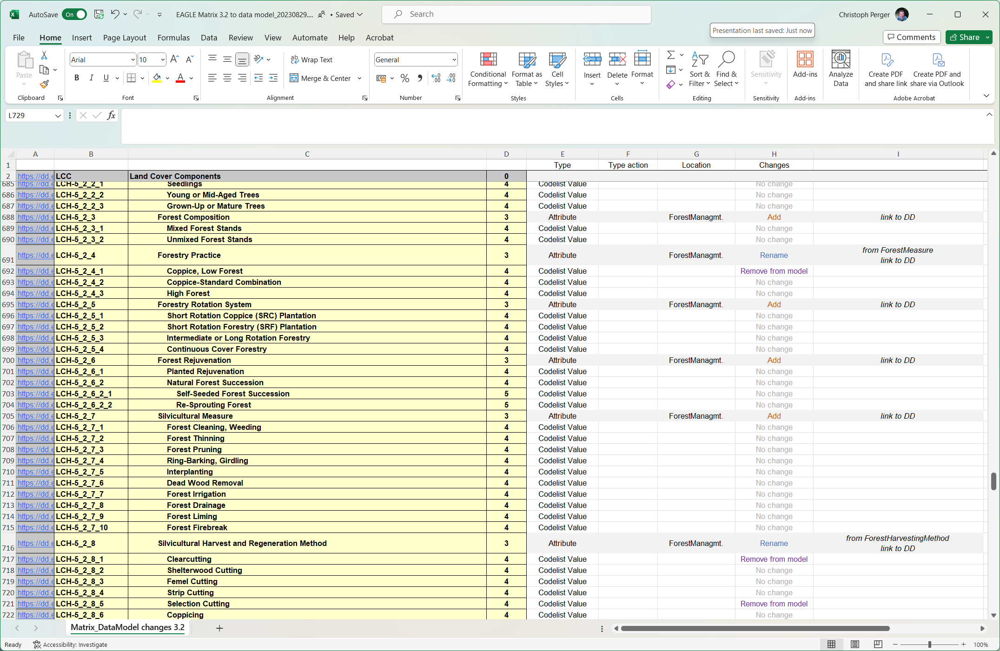 AutoSave On EAGLE Matrix 3.2 to data model_20230829.... • Saved Search Christoph Perger
Presentation last saved: Just now
File Home Insert Page Layout Formulas Data Review View Automate Help Acrobat Comments Share
Paste Arial 10 Wrap Text General
B I U Merge & Center % Conditional Formatting Format as Table Cell Styles Insert Delete Format Sort & Filter Find & Select Sensitivity Add-ins Analyze Data Create PDF and share link Create PDF and share via Outlook
Clipboard Font Alignment Number Styles Cells Editing Sensitivity Add-ins Adobe Acrobat
L729 fx
A B C D E F G H I
1 Type Type action Location Changes
2 https://dd.e LCC Land Cover Components 0
685 https://dd.e LCH-5_2_2_1 Seedlings 4 Codelist Value No change
686 https://dd.e LCH-5_2_2_2 Young or Mid-Aged Trees 4 Codelist Value No change
687 https://dd.e LCH-5_2_2_3 Grown-Up or Mature Trees 4 Codelist Value No change
688 https://dd.e LCH-5_2_3 Forest Composition 3 Attribute ForestManagmt. Add link to DD
689 https://dd.e LCH-5_2_3_1 Mixed Forest Stands 4 Codelist Value No change
690 https://dd.e LCH-5_2_3_2 Unmixed Forest Stands 4 Codelist Value No change
691 https://dd.e LCH-5_2_4 Forestry Practice 3 Attribute ForestManagmt. Rename from ForestMeasure
link to DD
692 https://dd.e LCH-5_2_4_1 Coppice, Low Forest 4 Codelist Value Remove from model
693 https://dd.e LCH-5_2_4_2 Coppice-Standard Combination 4 Codelist Value No change
694 https://dd.e LCH-5_2_4_3 High Forest 4 Codelist Value No change
695 https://dd.e LCH-5_2_5 Forestry Rotation System 3 Attribute ForestManagmt. Add link to DD
696 https://dd.e LCH-5_2_5_1 Short Rotation Coppice (SRC) Plantation 4 Codelist Value No change
697 https://dd.e LCH-5_2_5_2 Short Rotation Forestry (SRF) Plantation 4 Codelist Value No change
698 https://dd.e LCH-5_2_5_3 Intermediate or Long Rotation Forestry 4 Codelist Value No change
699 https://dd.e LCH-5_2_5_4 Continuous Cover Forestry 4 Codelist Value No change
700 https://dd.e LCH-5_2_6 Forest Rejuvenation 3 Attribute ForestManagmt. Add link to DD
701 https://dd.e LCH-5_2_6_1 Planted Rejuvenation 4 Codelist Value No change
702 https://dd.e LCH-5_2_6_2 Natural Forest Succession 4 Codelist Value No change
703 https://dd.e LCH-5_2_6_2_1 Self-Seeded Forest Succession 5 Codelist Value No change
704 https://dd.e LCH-5_2_6_2_2 Re-Sprouting Forest 5 Codelist Value No change
705 https://dd.e LCH-5_2_7 Silvicultural Measure 3 Attribute ForestManagmt. Add link to DD
706 https://dd.e LCH-5_2_7_1 Forest Cleaning, Weeding 4 Codelist Value No change
707 https://dd.e LCH-5_2_7_2 Forest Thinning 4 Codelist Value No change
708 https://dd.e LCH-5_2_7_3 Forest Pruning 4 Codelist Value No change
709 https://dd.e LCH-5_2_7_4 Ring-Barking, Girdling 4 Codelist Value No change
710 https://dd.e LCH-5_2_7_5 Interplanting 4 Codelist Value No change
711 https://dd.e LCH-5_2_7_6 Dead Wood Removal 4 Codelist Value No change
712 https://dd.e LCH-5_2_7_7 Forest Irrigation 4 Codelist Value No change
713 https://dd.e LCH-5_2_7_8 Forest Drainage 4 Codelist Value No change
714 https://dd.e LCH-5_2_7_9 Forest Liming 4 Codelist Value No change
715 https://dd.e LCH-5_2_7_10 Forest Firebreak 4 Codelist Value No change
716 https://dd.e LCH-5_2_8 Silvicultural Harvest and Regeneration Method 3 Attribute ForestManagmt. Rename from ForestHarvestingMethod
link to DD
717 https://dd.e LCH-5_2_8_1 Clearcutting 4 Codelist Value Remove from model
718 https://dd.e LCH-5_2_8_2 Shelterwood Cutting 4 Codelist Value No change
719 https://dd.e LCH-5_2_8_3 Femel Cutting 4 Codelist Value No change
720 https://dd.e LCH-5_2_8_4 Strip Cutting 4 Codelist Value No change
721 https://dd.e LCH-5_2_8_5 Selection Cutting 4 Codelist Value Remove from model
722 https://dd.e LCH-5_2_8_6 Coppicing 4 Codelist Value No change
Matrix_DataModel changes 3.2
Ready Accessibility: Investigate 100%